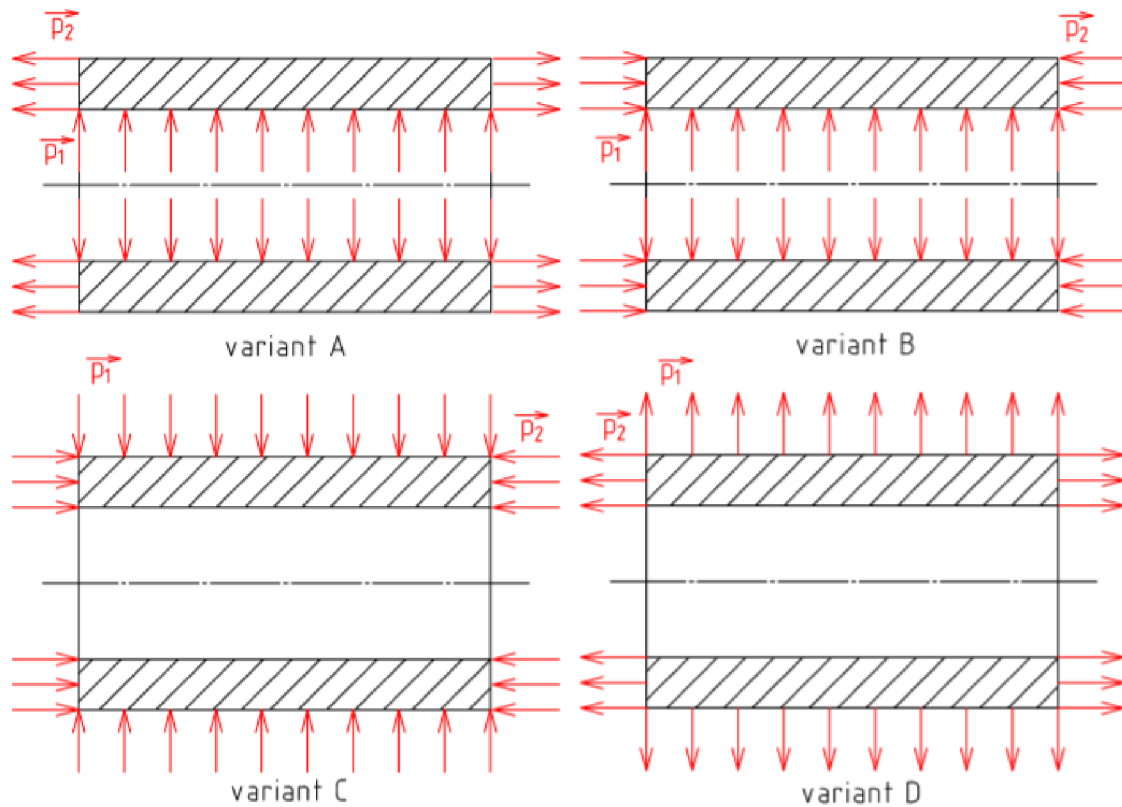 p₂
p₁
variant A
p₂
p₁
variant B
p₁
p₂
variant C
p₁
p₂
variant D